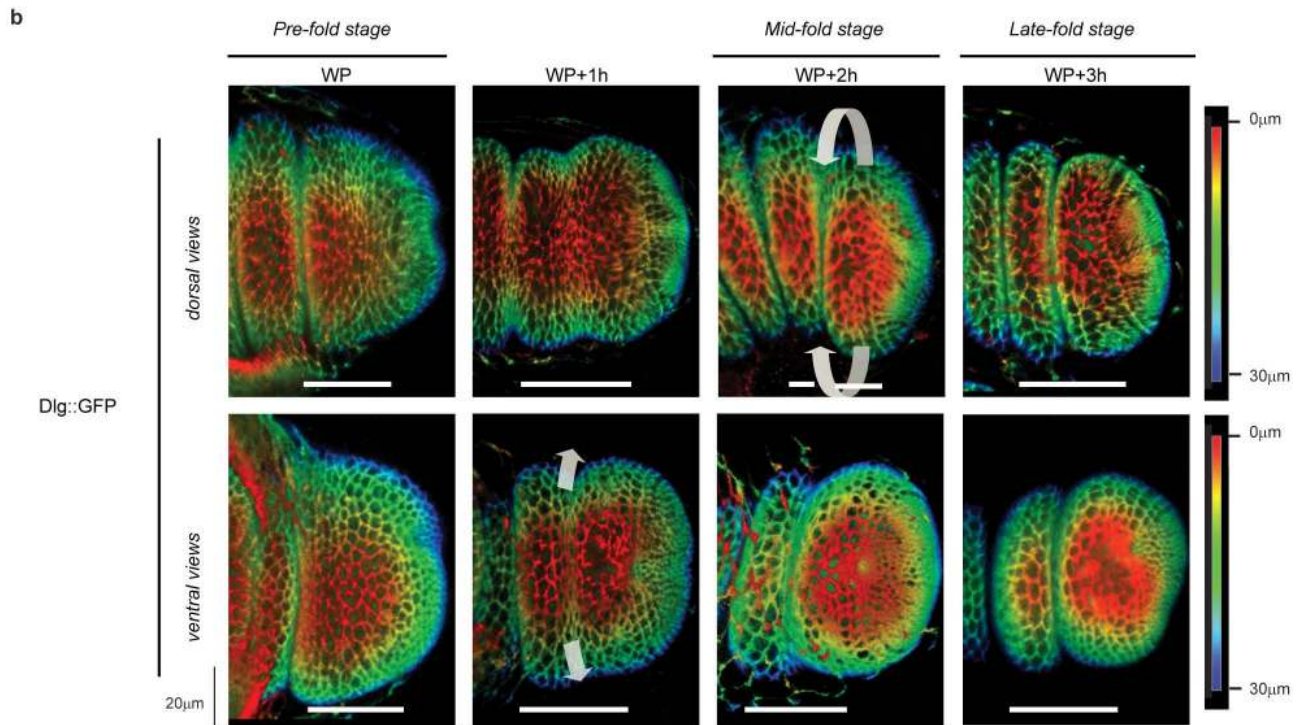 b
Pre-fold stage
Mid-fold stage
Late-fold stage
WP
WP+1h
WP+2h
WP+3h
dorsal views
0μm
30μm
Dlg::GFP
ventral views
0μm
30μm
20μm